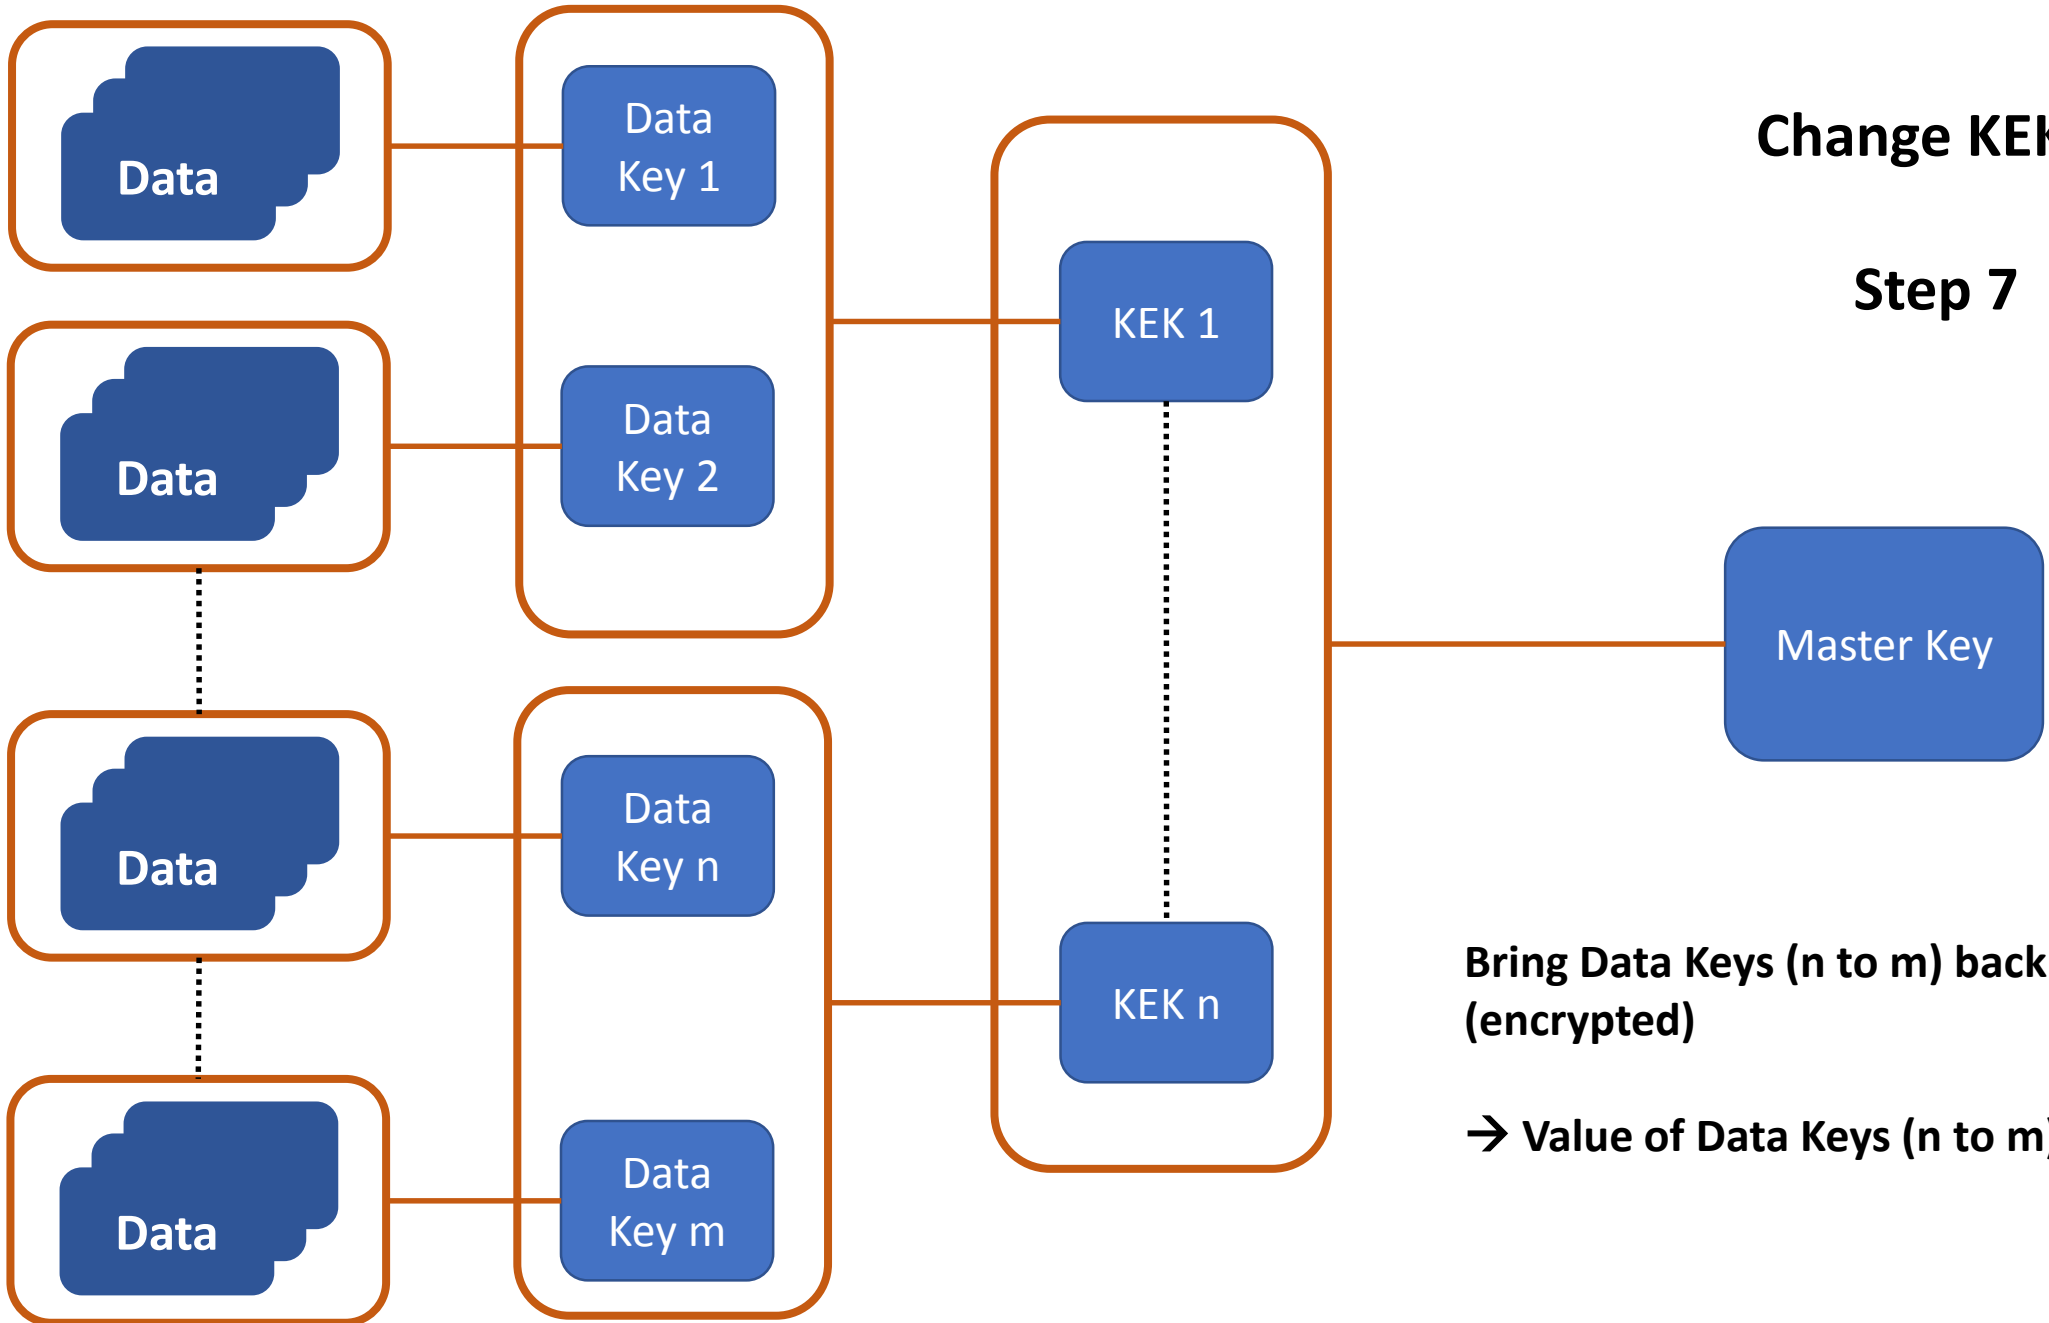 Data
Key 1
Data
Data
Key 2
Data
Data
Key n
Data
Data
Key m
Data
KEK 1
KEK n
Change KEK
Step 7
Master Key
Bring Data Keys (n to m) back
(encrypted)
→ Value of Data Keys (n to m)